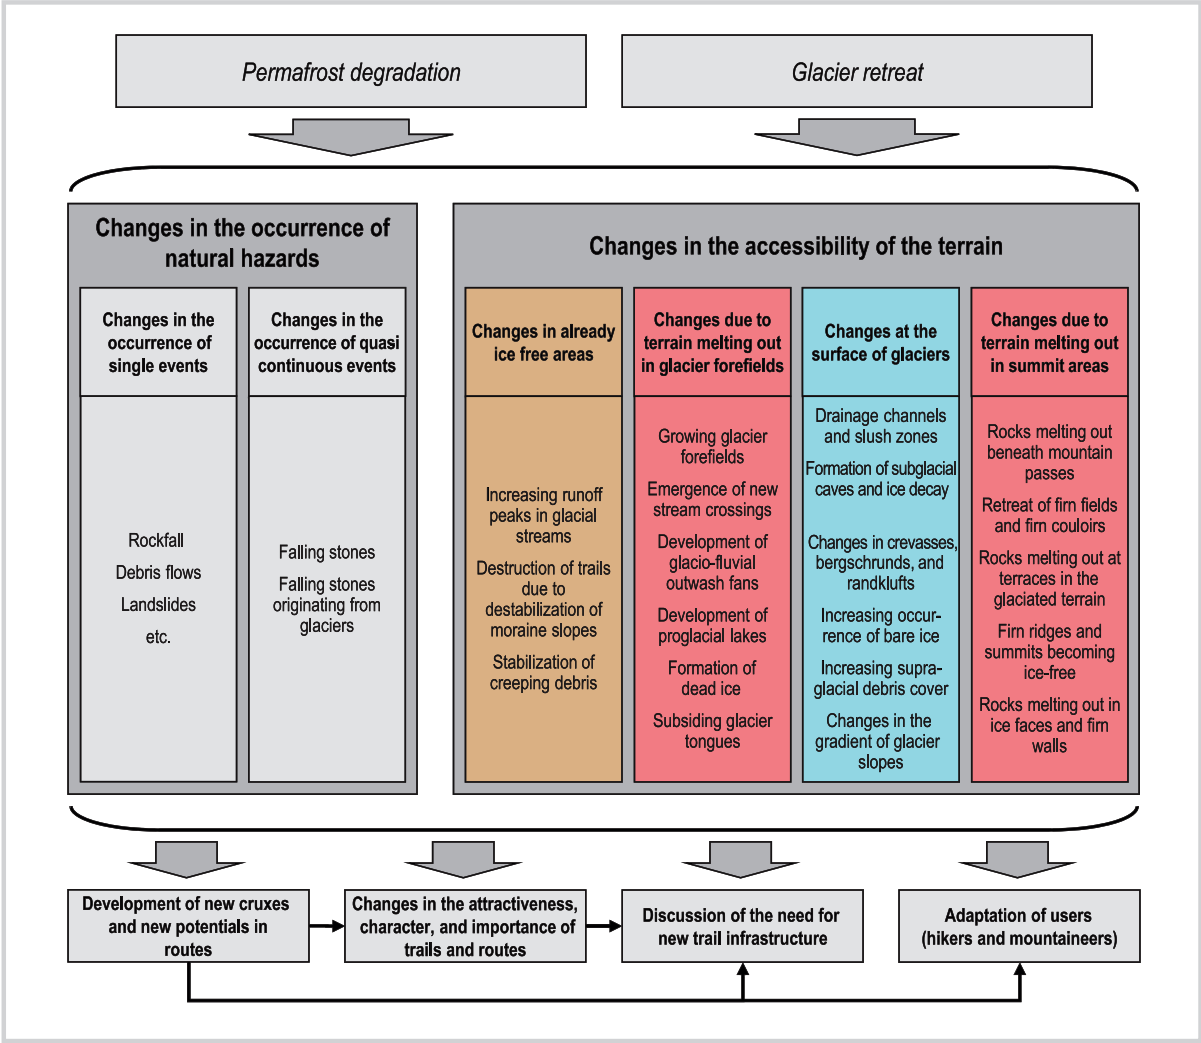 Permafrost degradation
Glacier retreat
Changes in the occurrence of
natural hazards
Changes in the accessibility of the terrain
Changes in the
occurrence of
single events
Changes in the
occurrence of quasi
continuous events
Changes in already
ice free areas
Changes due to
terrain melting out
in glacier forefields
Changes at the
surface of glaciers
Changes due to
terrain melting out
in summit areas
Rockfall
Debris flows
Landslides
etc.
Falling stones
Falling stones
originating from
glaciers
Increasing runoff
peaks in glacial
streams
Destruction of trails
due to
destabilization of
moraine slopes
Stabilization of
creeping debris
Growing glacier
forefields
Emergence of new
stream crossings
Development of
glacio-fluvial
outwash fans
Development of
proglacial lakes
Formation of
dead ice
Subsiding glacier
tongues
Drainage channels
and slush zones
Formation of subglacial
caves and ice decay
Changes in crevasses,
bergschrunds, and
randklufts
Increasing occur-
rence of bare ice
Increasing supra-
glacial debris cover
Changes in the
gradient of glacier
slopes
Rocks melting out
beneath mountain
passes
Retreat of firn fields
and firn couloirs
Rocks melting out at
terraces in the
glaciated terrain
Firn ridges and
summits becoming
ice-free
Rocks melting out in
ice faces and firn
walls
Development of new cruxes
and new potentials in
routes
Changes in the attractiveness,
character, and importance of
trails and routes
Discussion of the need for
new trail infrastructure
Adaptation of users
(hikers and mountaineers)